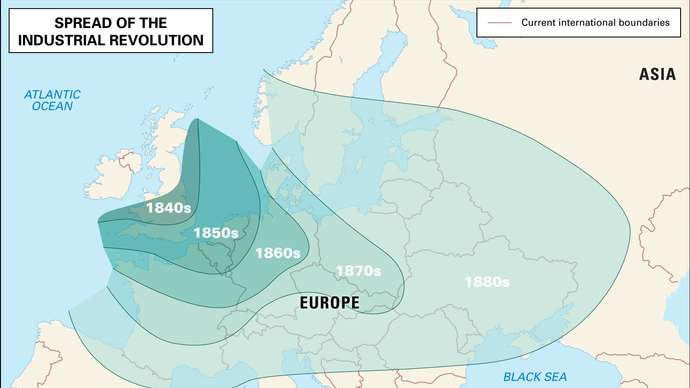 SPREAD OF THE
INDUSTRIAL REVOLUTION
Current international boundaries
ATLANTIC
OCEAN
ASIA
1840s
1850s
1860s
1870s
1880s
EUROPE
BLACK SEA